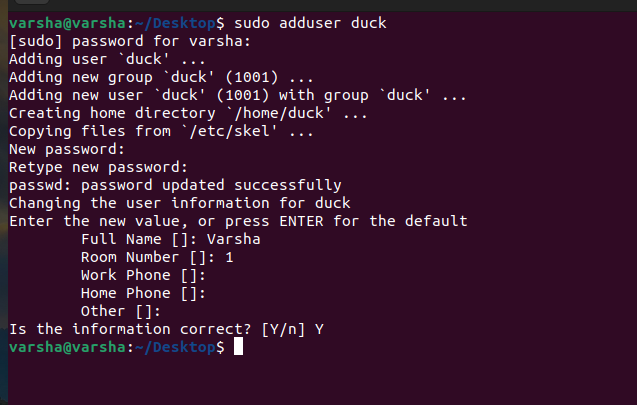 varsha@varsha:~/Desktop$ sudo adduser duck
[sudo] password for varsha:
Adding user `duck' ...
Adding new group `duck' (1001) ...
Adding new user `duck' (1001) with group `duck' ...
Creating home directory `/home/duck' ...
Copying files from `/etc/skel' ...
New password:
Retype new password:
passwd: password updated successfully
Changing the user information for duck
Enter the new value, or press ENTER for the default
        Full Name []: Varsha
        Room Number []: 1
        Work Phone []:
        Home Phone []:
        Other []:
Is the information correct? [Y/n] Y
varsha@varsha:~/Desktop$